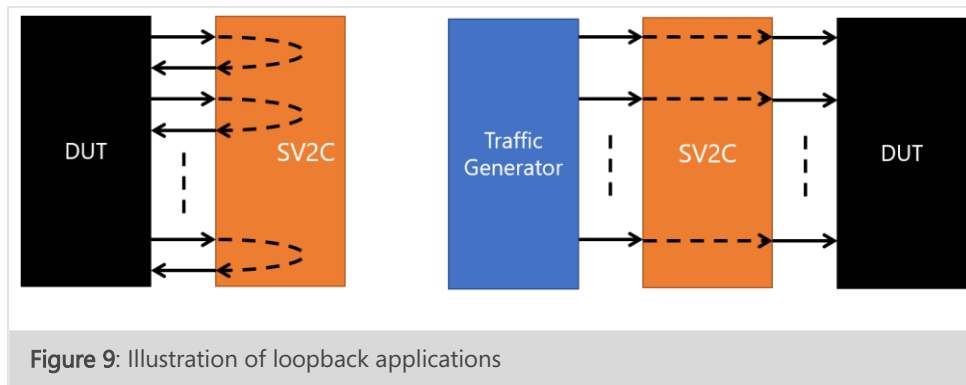 DUT
SV2C
Traffic
Generator
SV2C
DUT
Figure 9: Illustration of loopback applications